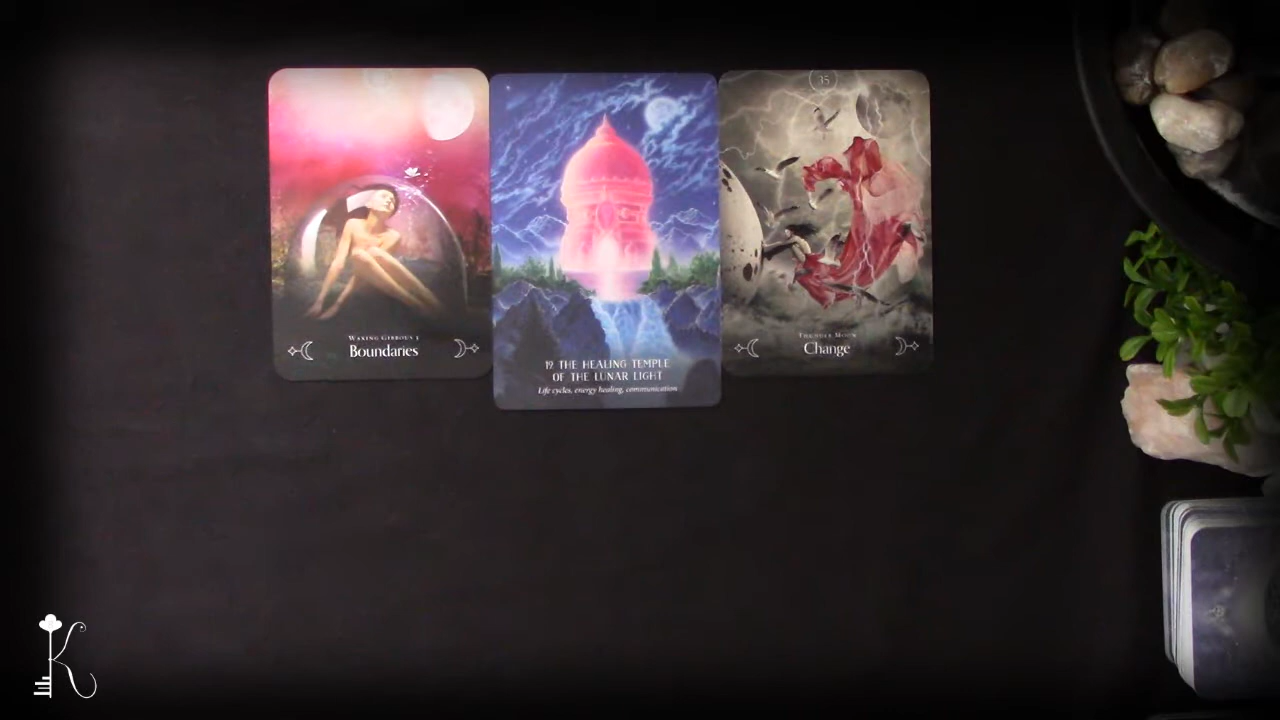 WAXING GIBBOUS
Boundaries
19 THE HEALING TEMPLE
OF THE LUNAR LIGHT
Life cycles, energy healing, communication
35
Change
K